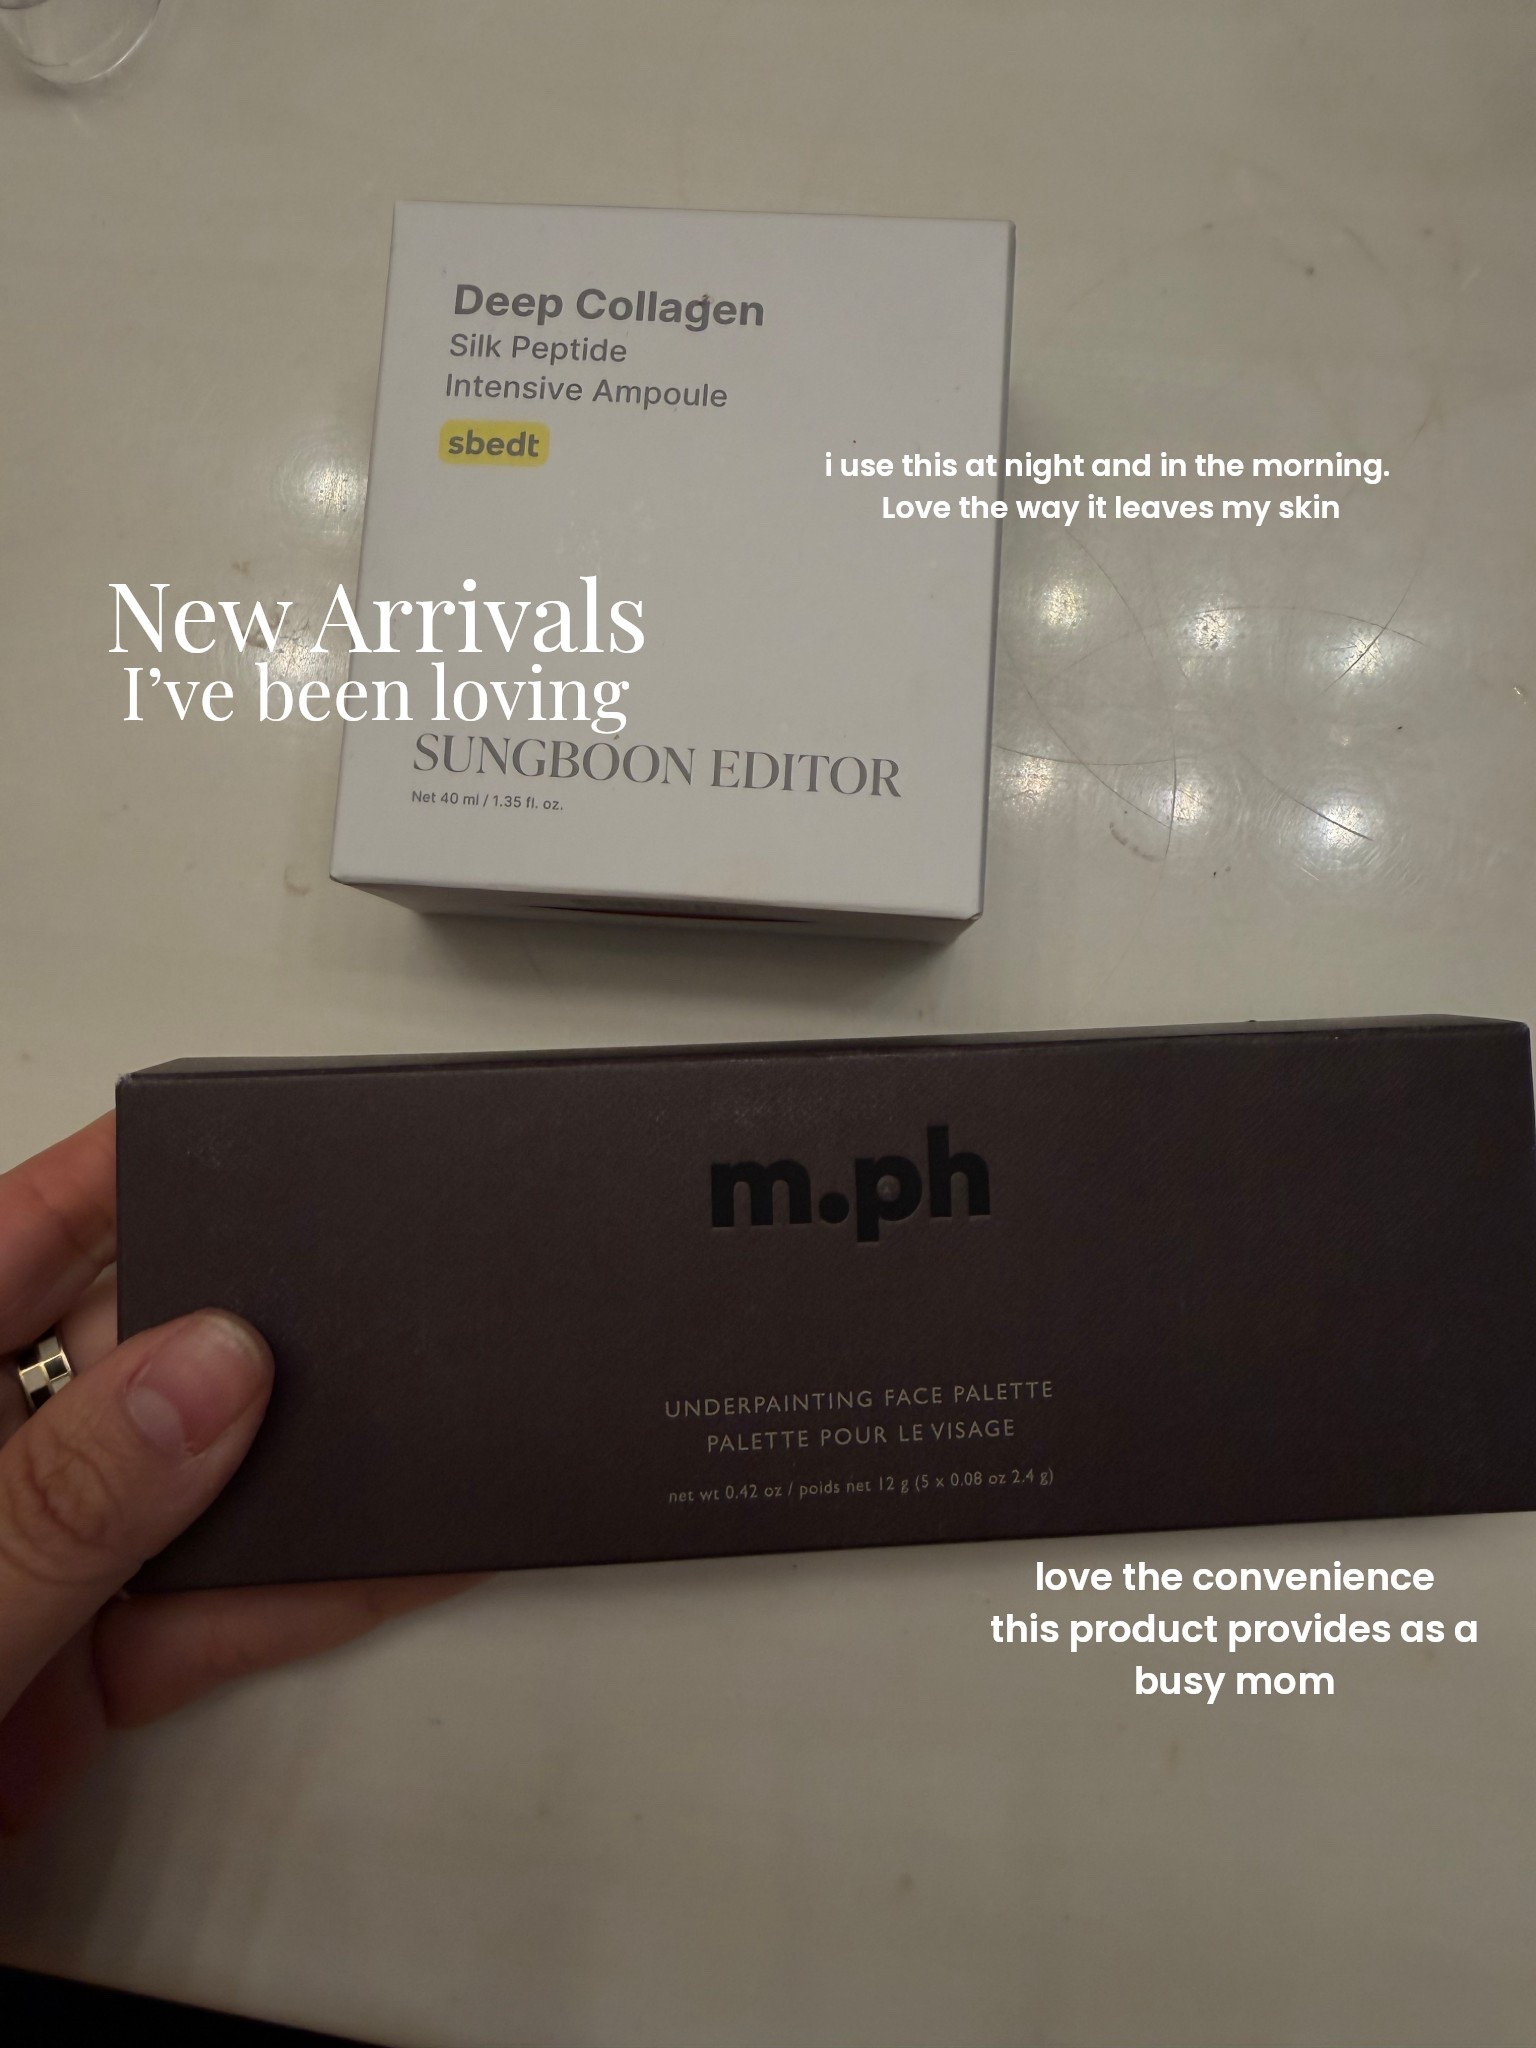 Deep Collagen
Silk Peptide
Intensive Ampoule
sbedt
i use this at night and in the morning.
Love the way it leaves my skin
New Arrivals
I've been loving
SUNGBOON EDITOR
Net 40 ml / 1.35 fl. oz.
m.ph
UNDERPAINTING FACE PALETTE
PALETTE POUR LE VISAGE
net wt 0.42 oz / poids net 12 g (5 x 0.08 oz 2.4 g)
love the convenience
this product provides as a
busy mom